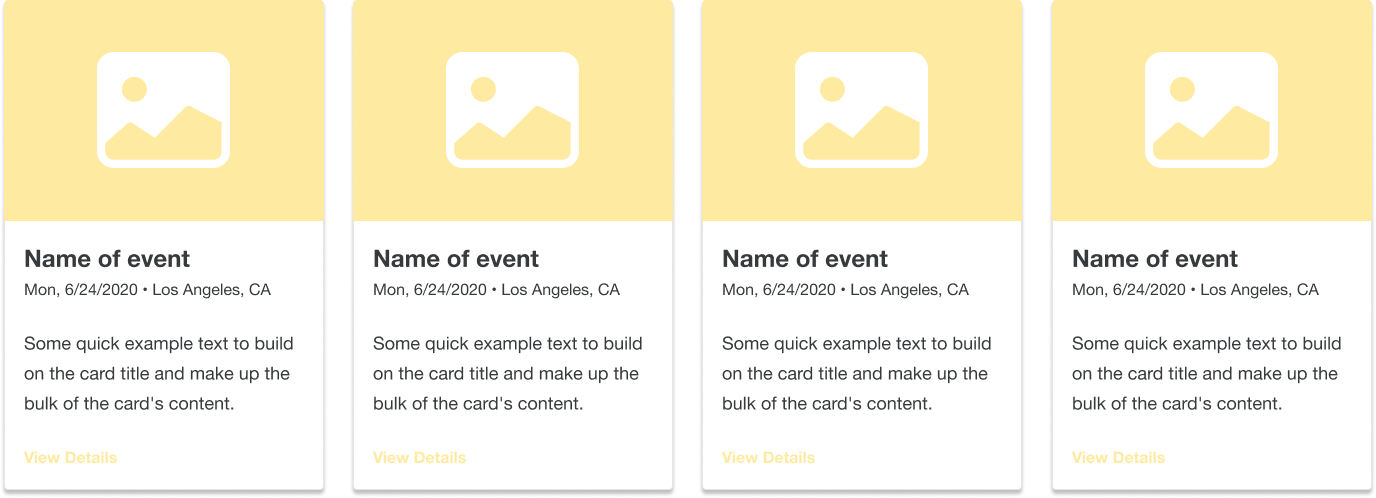 Name of event
Mon, 6/24/2020 • Los Angeles, CA
Some quick example text to build
on the card title and make up the
bulk of the card's content.
View Details
Name of event
Mon, 6/24/2020 • Los Angeles, CA
Some quick example text to build
on the card title and make up the
bulk of the card's content.
View Details
Name of event
Mon, 6/24/2020 • Los Angeles, CA
Some quick example text to build
on the card title and make up the
bulk of the card's content.
View Details
Name of event
Mon, 6/24/2020 • Los Angeles, CA
Some quick example text to build
on the card title and make up the
bulk of the card's content.
View Details